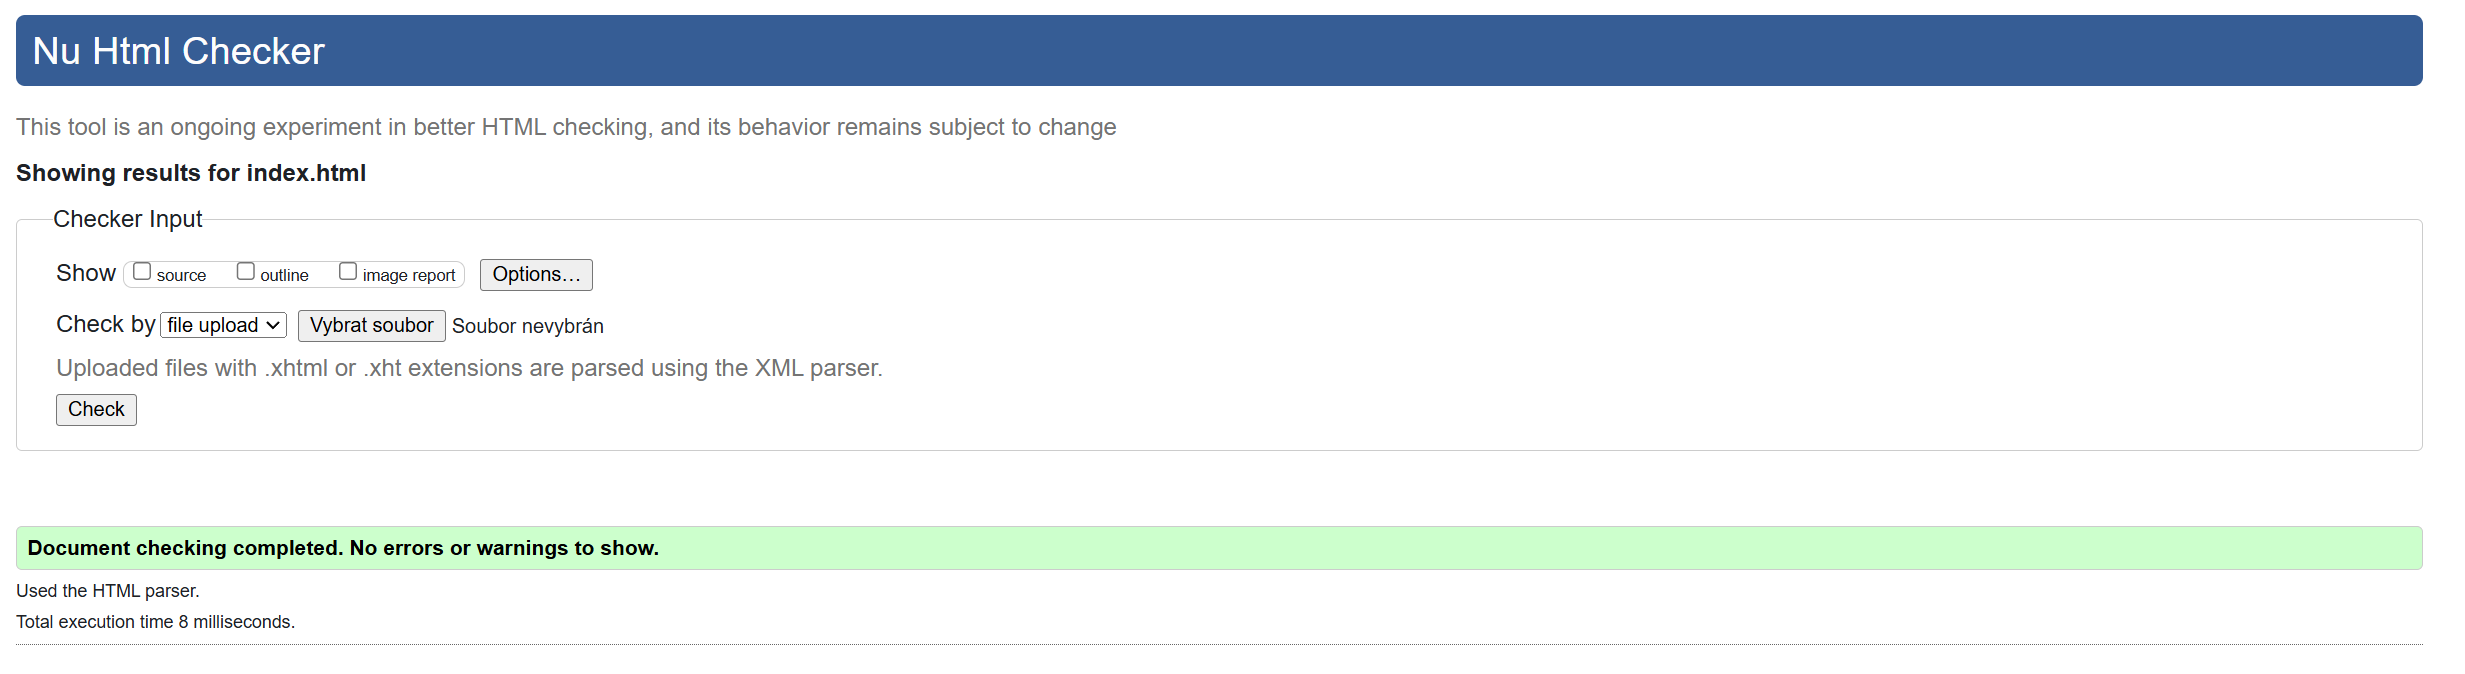 Nu Html Checker
This tool is an ongoing experiment in better HTML checking, and its behavior remains subject to change
Showing results for index.html
Checker Input
Show source outline image report Options…
Check by file upload Vybrat soubor Soubor nevybrán
Uploaded files with .xhtml or .xht extensions are parsed using the XML parser.
Check
Document checking completed. No errors or warnings to show.
Used the HTML parser.
Total execution time 8 milliseconds.